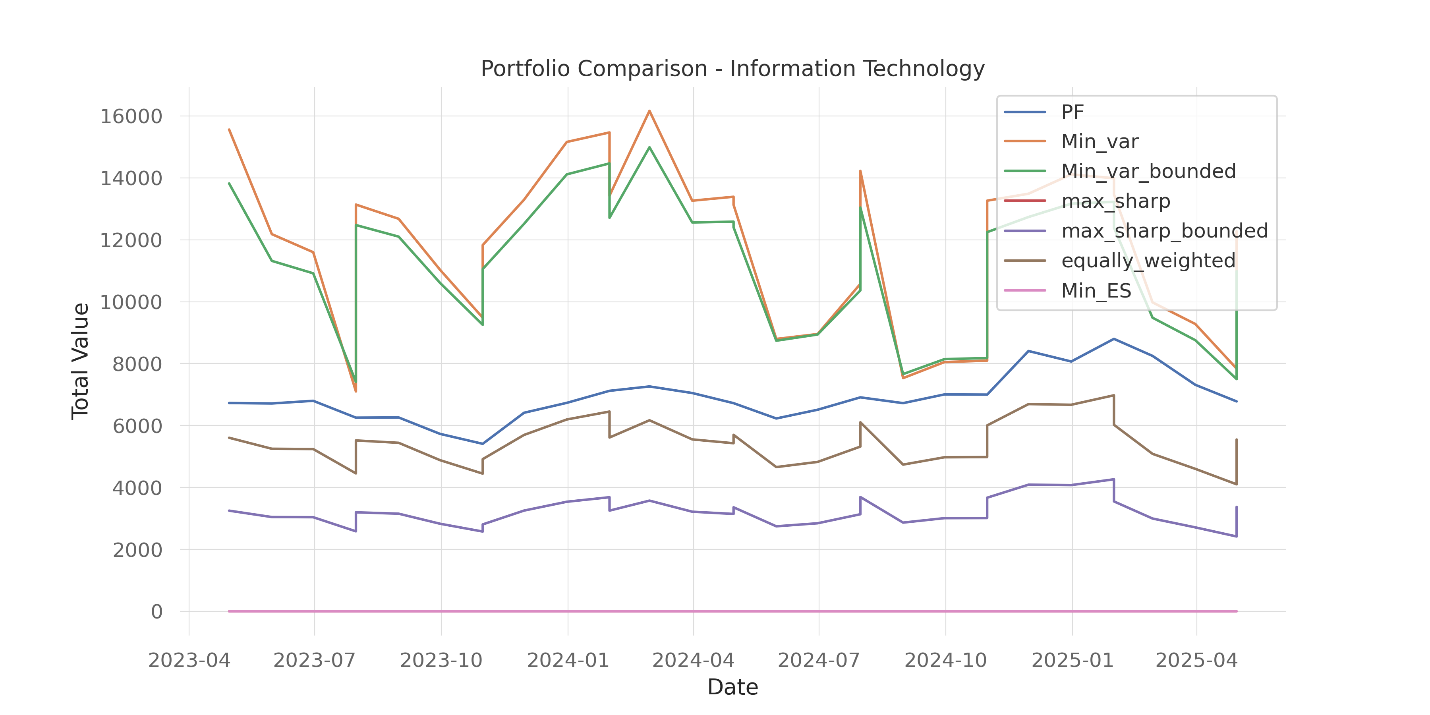 Portfolio Comparison - Information Technology
Total Value
16000
14000
12000
10000
8000
6000
4000
2000
0
PF
Min_var
Min_var_bounded
max_sharp
max_sharp_bounded
equally_weighted
Min_ES
2023-04 2023-07 2023-10 2024-01 2024-04 2024-07 2024-10 2025-01 2025-04
Date